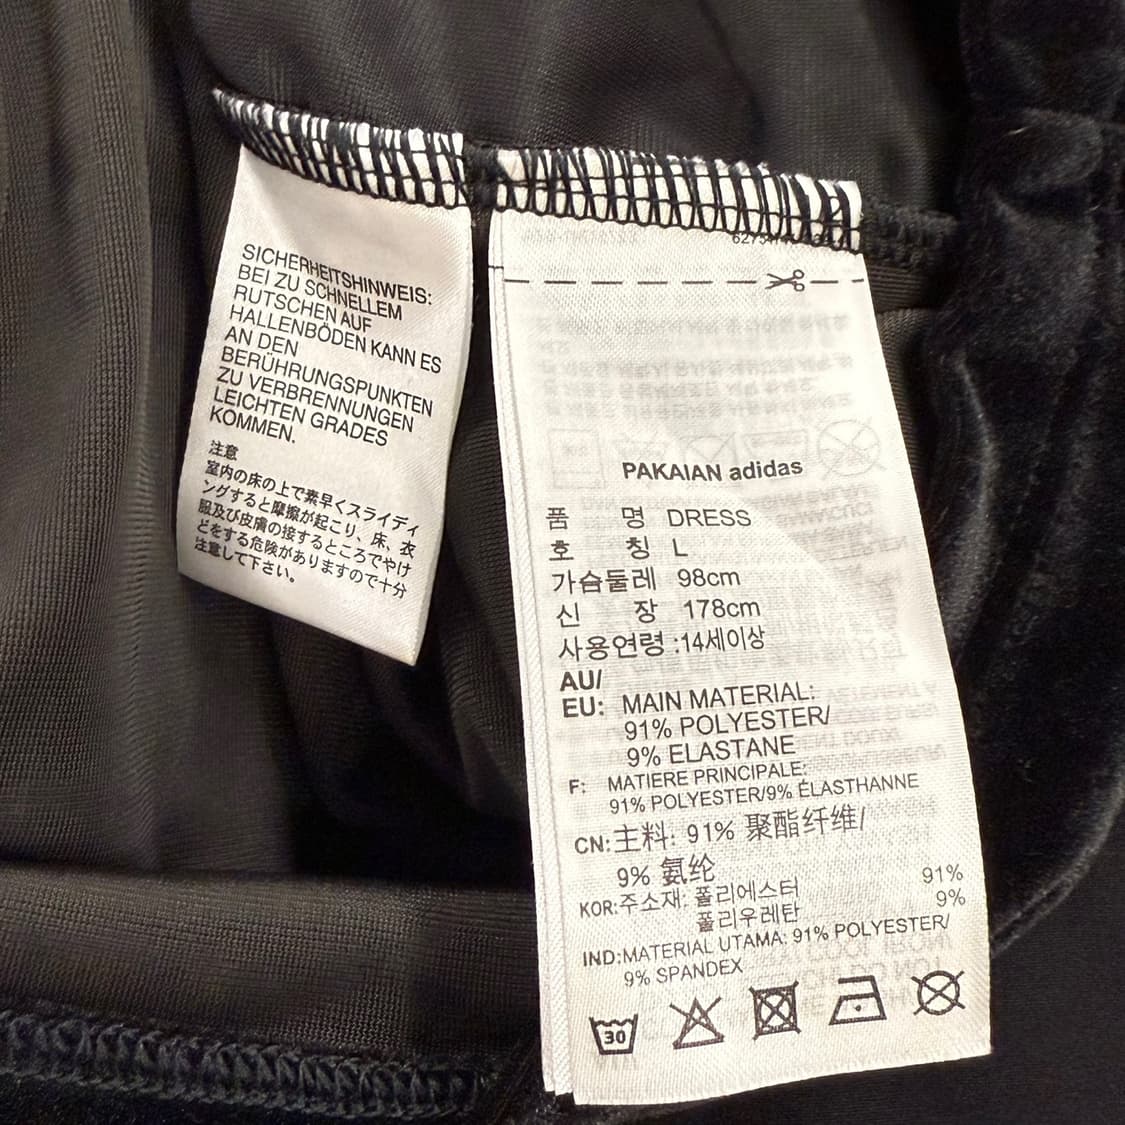 SICHERHEITSHINWEIS:
BEI ZU SCHNELLEM
RUTSCHEN AUF
HALLENBÖDEN KANN ES
AN DEN
BERÜHRUNGSPUNKTEN
ZU VERBRENNUNGEN
LEICHTEN GRADES
KOMMEN.
注意
室内の床の上で素早くスライディ
ングすると摩擦が起こり、床、衣
服及び皮膚の接するところでやけ
どをする危険がありますので十分
注意して下さい。
PAKAIAN adidas
품 명 DRESS
호 칭 L
가슴둘레 98cm
신 장 178cm
사용연령 :14세이상
AU/
EU: MAIN MATERIAL:
91% POLYESTER/
9% ELASTANE
F: MATIERE PRINCIPALE:
91% POLYESTER/9% ÉLASTHANNE
CN:主料: 91% 聚酯纤维/
9% 氨纶
KOR:주소재: 폴리에스터 91%
폴리우레탄 9%
IND:MATERIAL UTAMA: 91% POLYESTER/
9% SPANDEX
30